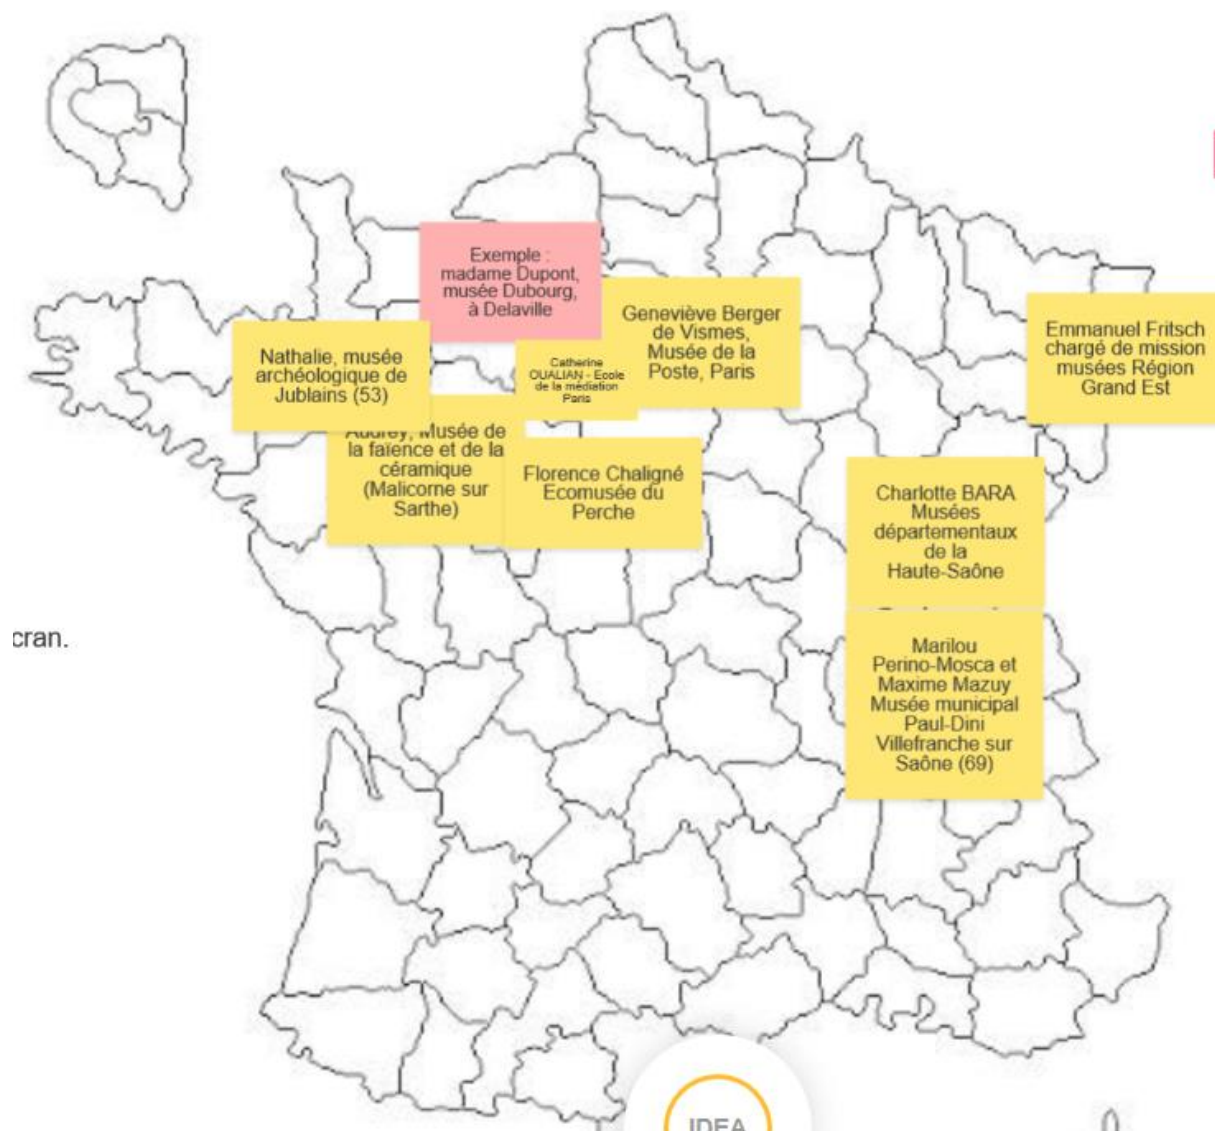 Exemple :
madame Dupont,
musée Dubourg,
à Delaville
Geneviève Berger
de Vismes,
Musée de la
Poste, Paris
Emmanuel Fritsch
chargé de mission
musées Région
Grand Est
Nathalie, musée
archéologique de
Jublains (53)
Catherine
OUALIAN - Ecole
de la médiation
Paris
Audrey, Musée de
la faïence et de la
céramique
(Malicorne sur
Sarthe)
Florence Chaligné
Ecomusée du
Perche
Charlotte BARA
Musées
départementaux
de la
Haute-Saône
cran.
Marilou
Perino-Mosca et
Maxime Mazuy
Musée municipal
Paul-Dini
Villefranche sur
Saône (69)
IDEA